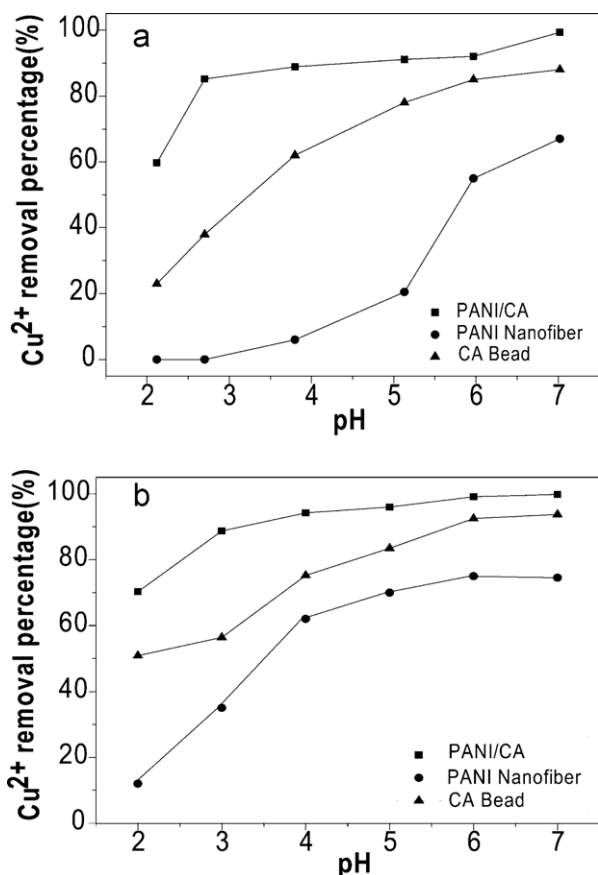 a
Cu2+ removal percentage(%)
100
80
60
40
20
0
PANI/CA
PANI Nanofiber
CA Bead
2 3 4 5 6 7
pH
b
Cu2+ removal percentage(%)
100
80
60
40
20
0
PANI/CA
PANI Nanofiber
CA Bead
2 3 4 5 6 7
pH